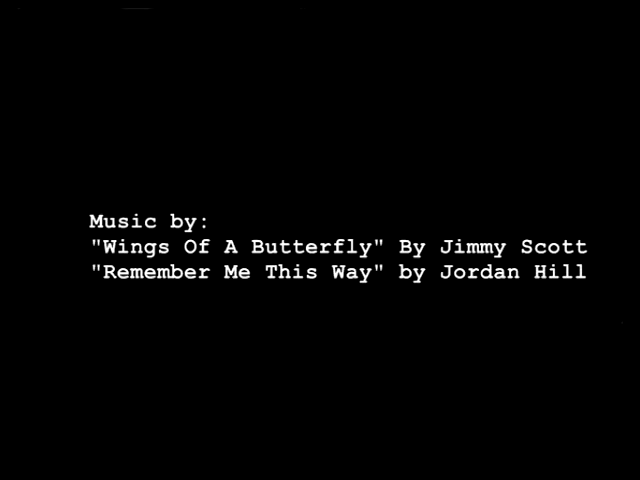 Music by:
"Wings Of A Butterfly" By Jimmy Scott
"Remember Me This Way" by Jordan Hill